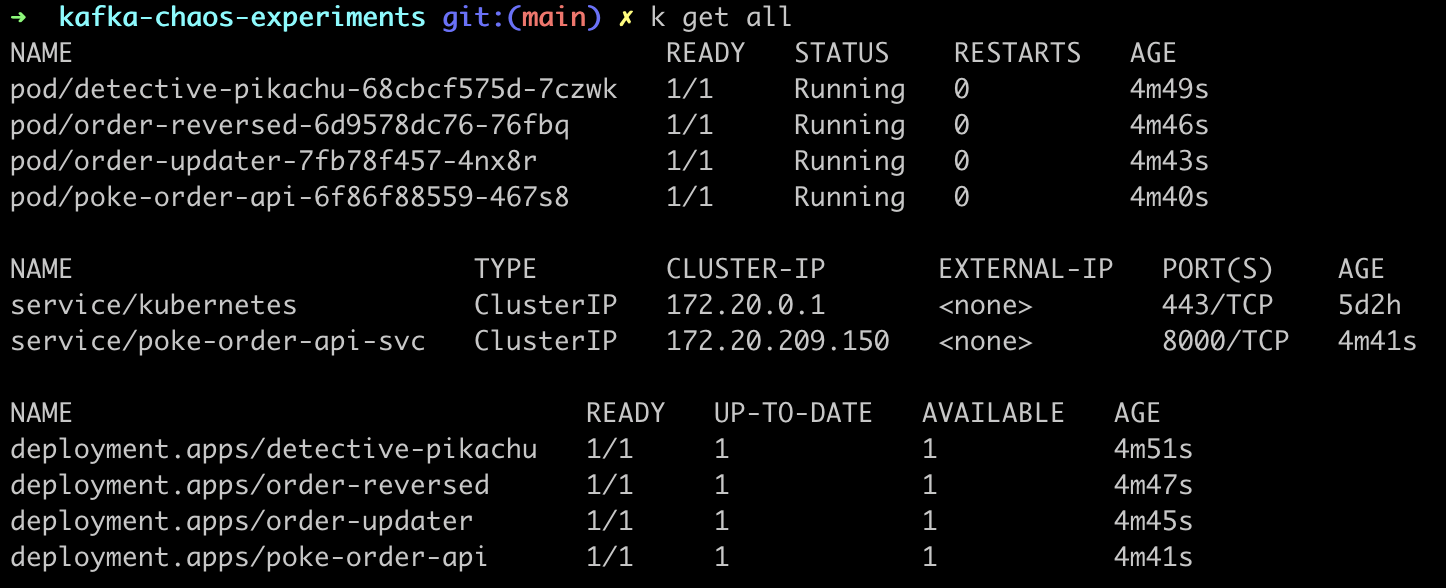 ➜  kafka-chaos-experiments git:(main) ✗ k get all
NAME                                   READY   STATUS    RESTARTS   AGE
pod/detective-pikachu-68cbcf575d-7czwk   1/1     Running   0          4m49s
pod/order-reversed-6d9578dc76-76fbq      1/1     Running   0          4m46s
pod/order-updater-7fb78f457-4nx8r        1/1     Running   0          4m43s
pod/poke-order-api-6f86f88559-467s8      1/1     Running   0          4m40s
NAME                         TYPE        CLUSTER-IP       EXTERNAL-IP   PORT(S)    AGE
service/kubernetes           ClusterIP   172.20.0.1       <none>        443/TCP    5d2h
service/poke-order-api-svc   ClusterIP   172.20.209.150   <none>        8000/TCP   4m41s
NAME                                READY   UP-TO-DATE   AVAILABLE   AGE
deployment.apps/detective-pikachu   1/1     1            1           4m51s
deployment.apps/order-reversed      1/1     1            1           4m47s
deployment.apps/order-updater       1/1     1            1           4m45s
deployment.apps/poke-order-api      1/1     1            1           4m41s